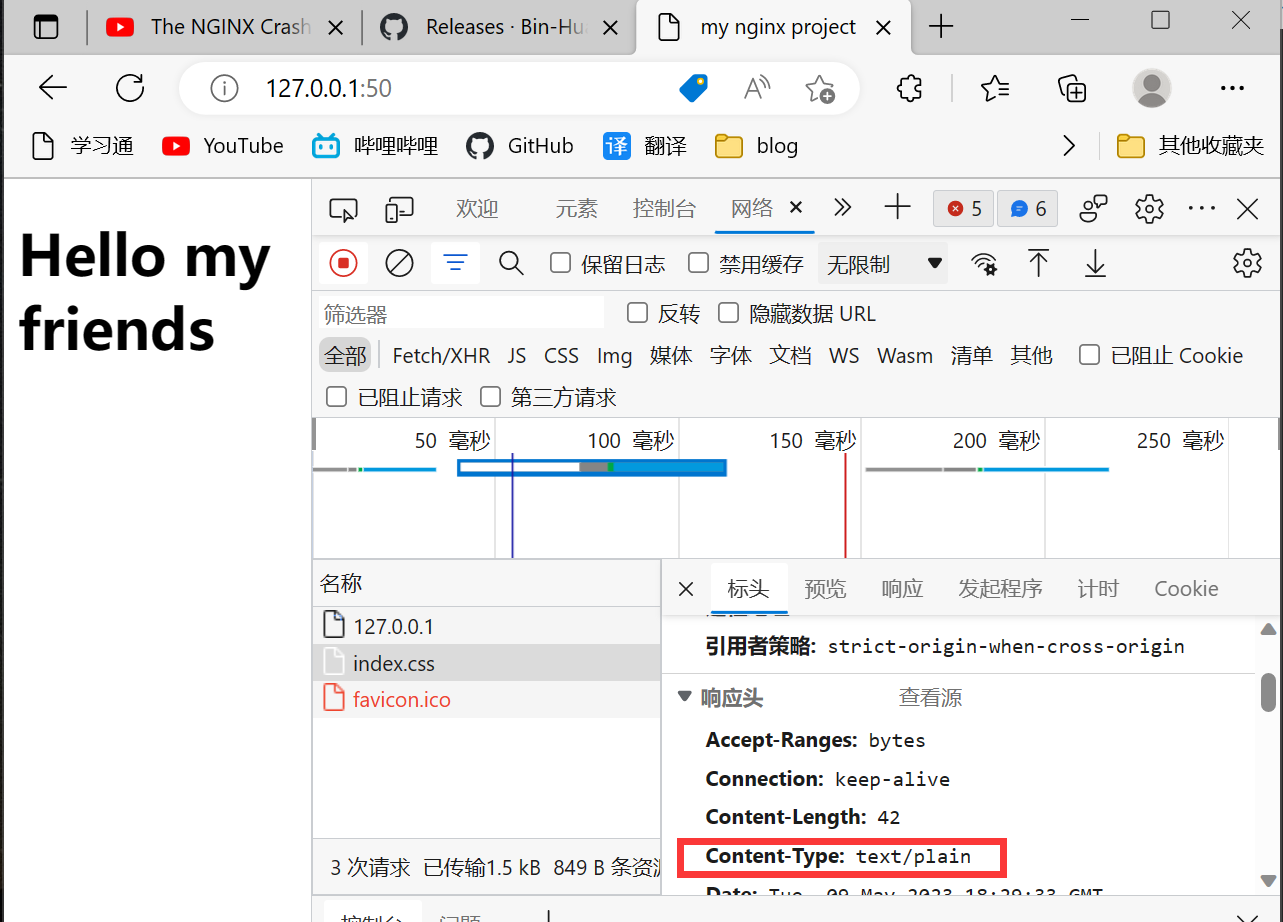 The NGINX Crash
Releases · Bin-Hu
my nginx project
127.0.0.1:50
学习通 YouTube 哔哩哔哩 GitHub 译 翻译 blog 其他收藏夹
Hello my
friends
欢迎 元素 控制台 网络 5 6
保留日志 禁用缓存 无限制
筛选器 反转 隐藏数据 URL
全部 Fetch/XHR JS CSS Img 媒体 字体 文档 WS Wasm 清单 其他 已阻止 Cookie
已阻止请求 第三方请求
50 毫秒 100 毫秒 150 毫秒 200 毫秒 250 毫秒
名称
127.0.0.1
index.css
favicon.ico
3 次请求 已传输1.5 kB 849 B 条资源
标头 预览 响应 发起程序 计时 Cookie
引用者策略: strict-origin-when-cross-origin
响应头 查看源
Accept-Ranges: bytes
Connection: keep-alive
Content-Length: 42
Content-Type: text/plain
Date: Tue, 09 May 2023 18:29:33 GMT
控制台 问题